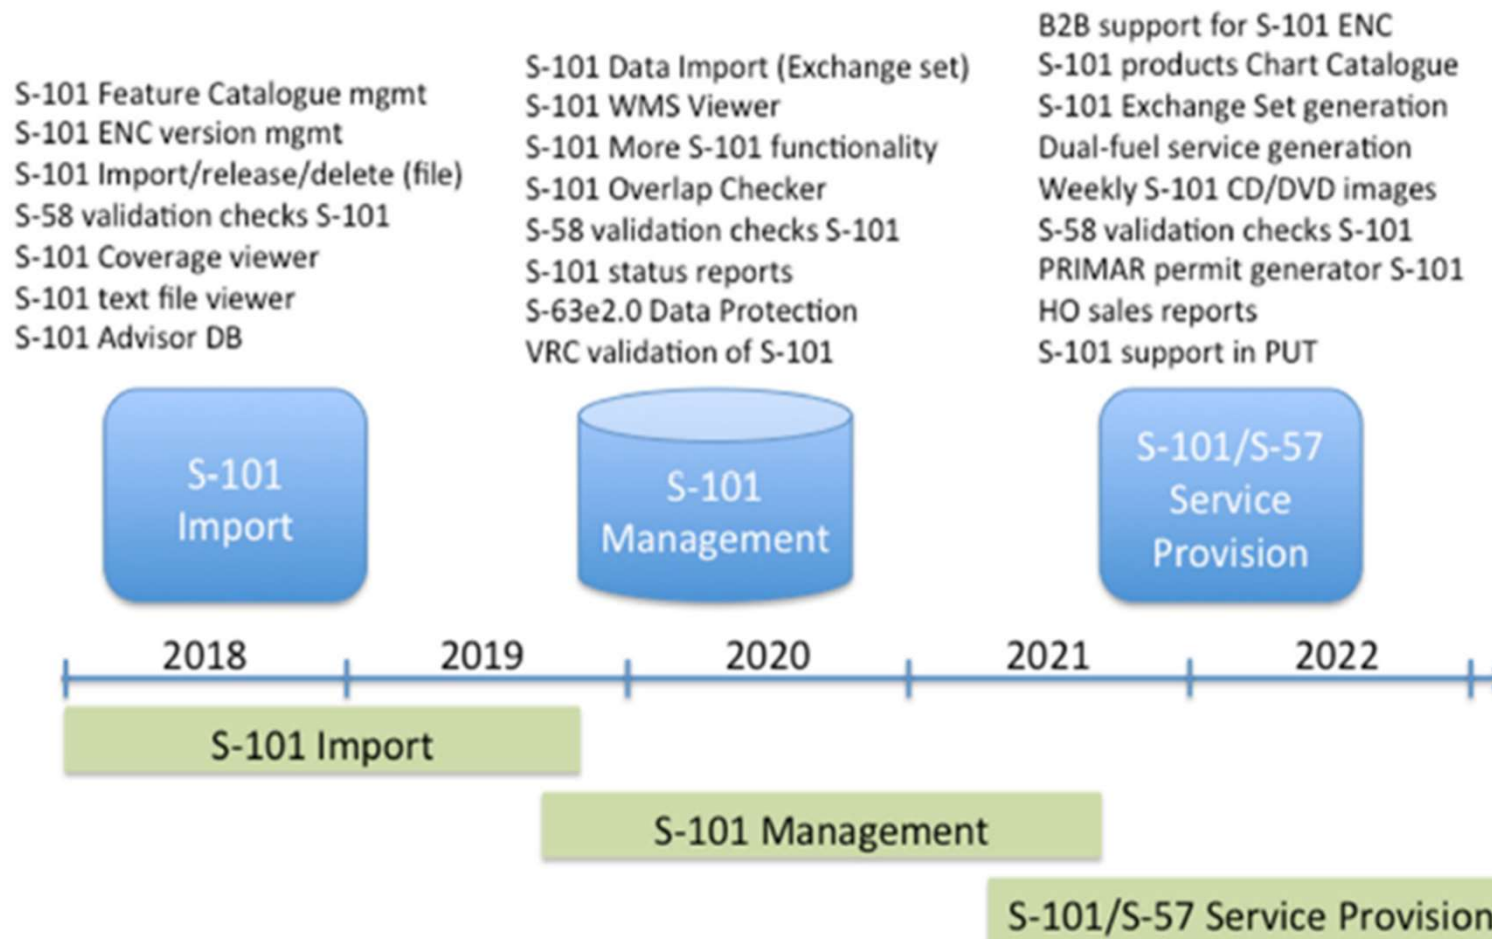 S-101 Feature Catalogue mgmt
S-101 ENC version mgmt
S-101 Import/release/delete (file)
S-58 validation checks S-101
S-101 Coverage viewer
S-101 text file viewer
S-101 Advisor DB
S-101 Data Import (Exchange set)
S-101 WMS Viewer
S-101 More S-101 functionality
S-101 Overlap Checker
S-58 validation checks S-101
S-101 status reports
S-63e2.0 Data Protection
VRC validation of S-101
B2B support for S-101 ENC
S-101 products Chart Catalogue
S-101 Exchange Set generation
Dual-fuel service generation
Weekly S-101 CD/DVD images
S-58 validation checks S-101
PRIMAR permit generator S-101
HO sales reports
S-101 support in PUT
S-101
Import
S-101
Management
S-101/S-57
Service
Provision
2018 2019 2020 2021 2022
S-101 Import
S-101 Management
S-101/S-57 Service Provision